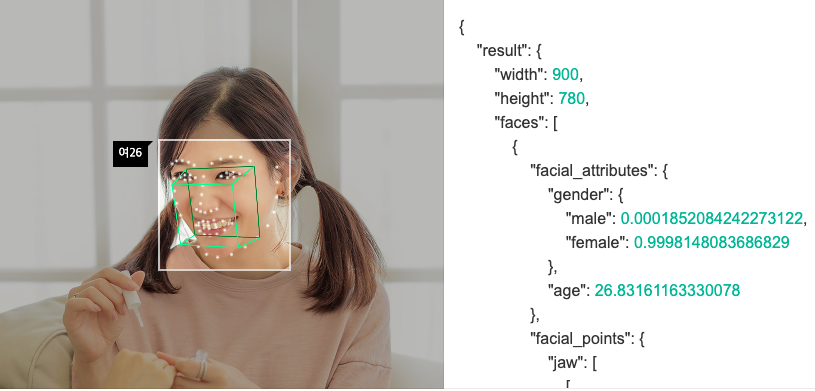 여26
{
"result": {
"width": 900,
"height": 780,
"faces": [
{
"facial_attributes": {
"gender": {
"male": 0.0001852084242273122,
"female": 0.9998148083686829
},
"age": 26.83161163330078
},
"facial_points": {
"jaw": [
[